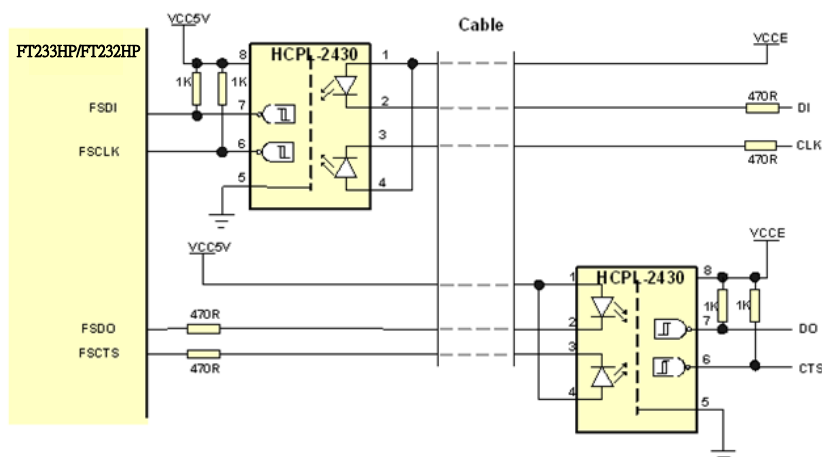 Cable
VCC5V
VCCE
FT233HP/FT232HP
8
HCPL-2430
1
1K
1K
FSDI
7
2
470R
DI
FSCLK
6
3
CLK
470R
5
4
VCC5V
VCCE
1
HCPL-2430
8
470R
1K
1K
FSDO
2
7
DO
FSCTS
3
6
CTS
470R
4
5